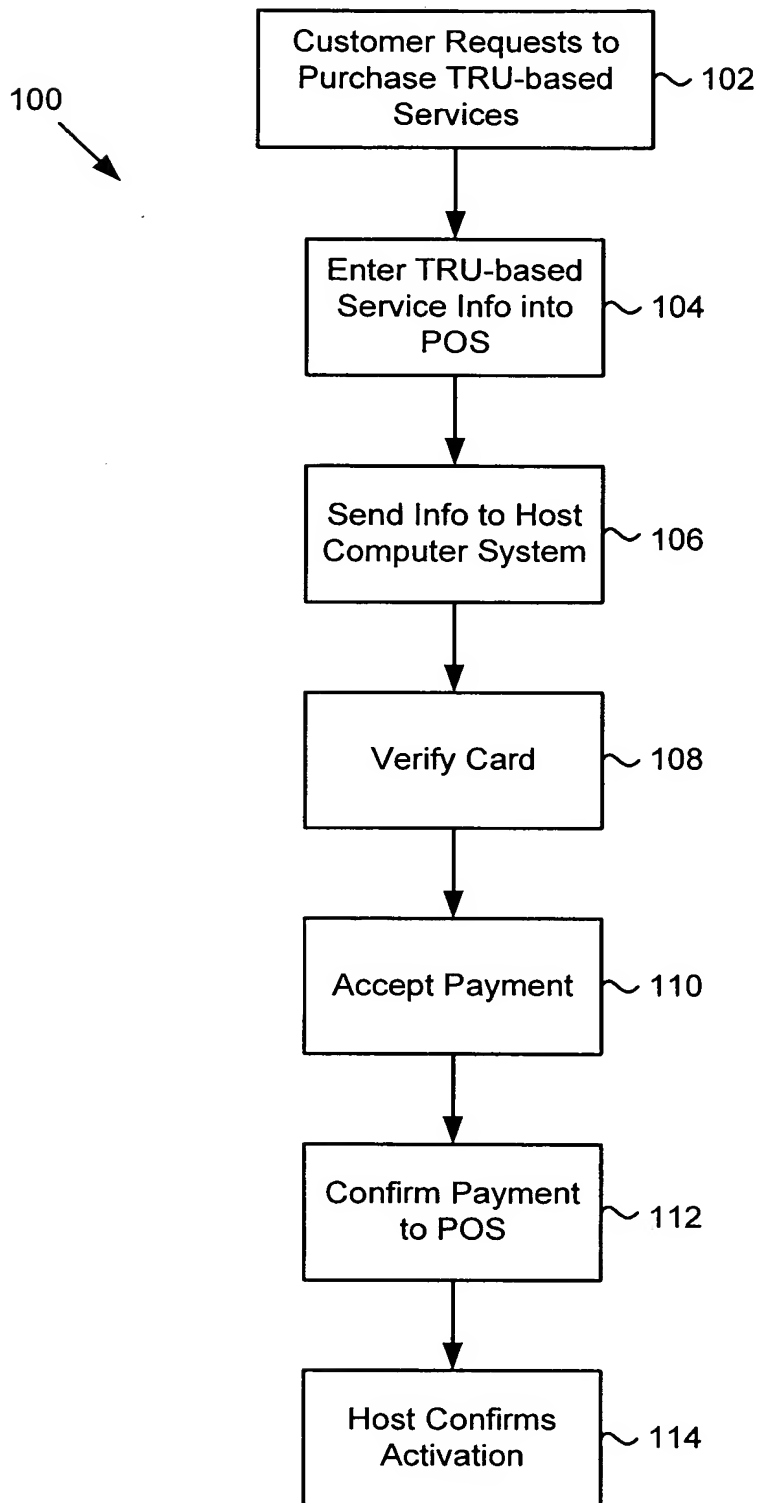 Customer Requests to
Purchase TRU-based
Services
102
100
Enter TRU-based
Service Info into
POS
104
Send Info to Host
Computer System
106
Verify Card
108
Accept Payment
110
Confirm Payment
to POS
112
Host Confirms
Activation
114